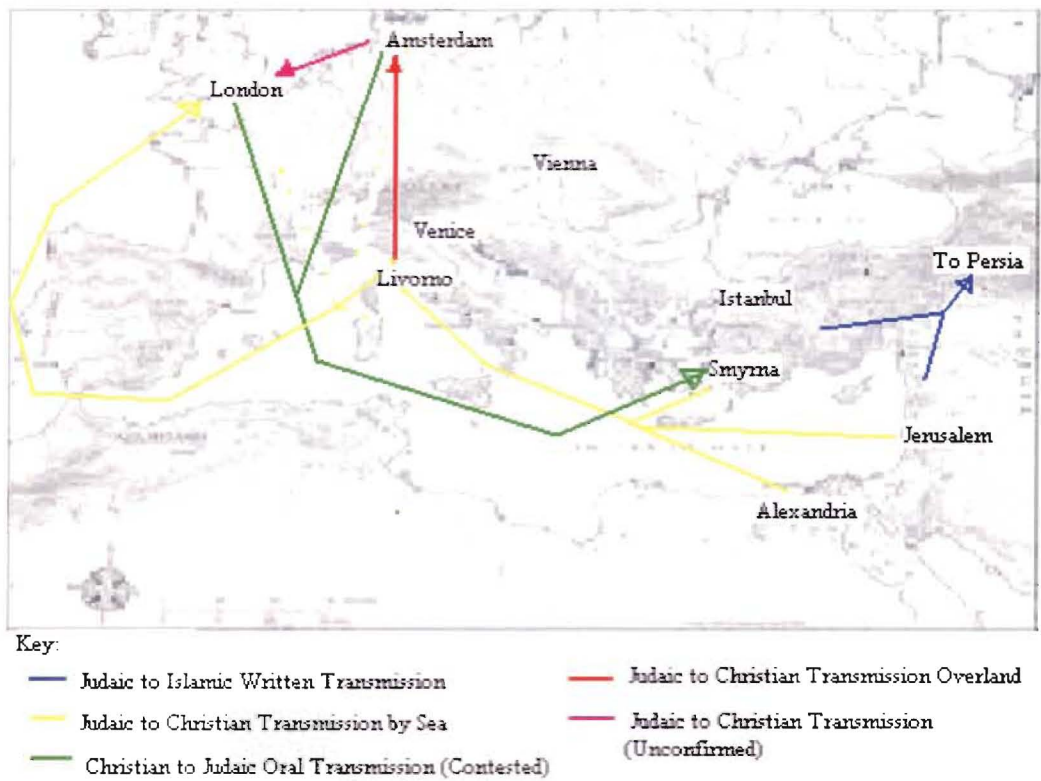 Amsterdam
London
Vienna
Venice
To Persia
Livorno
Istanbul
Smyrna
Jerusalem
Alexandria
Key:
Judaic to Islamic Written Transmission
Judaic to Christian Transmission Overland
Judaic to Christian Transmission by Sea
Judaic to Christian Transmission
(Unconfirmed)
Christian to Judaic Oral Transmission (Contested)